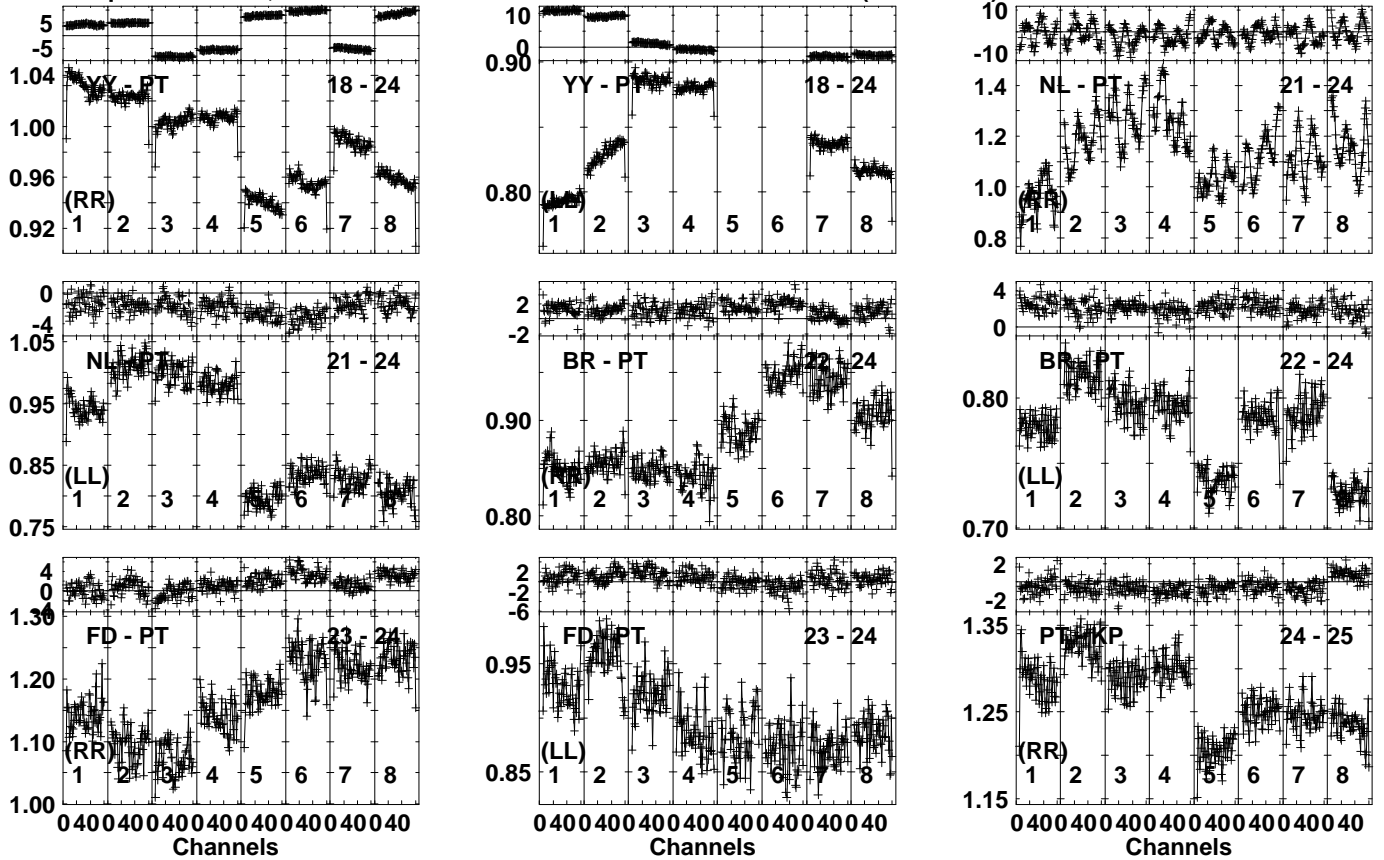 5
-5
1.04
1.00
0.96
0.92
YY - PT 18 - 24
(RR)
1 2 3 4 5 6 7 8
10
0
0.90
0.80
YY - PT 18 - 24
(LL)
1 2 3 4 5 6 7 8
10
-10
1.4
1.2
1.0
0.8
NL - PT 21 - 24
(RR)
1 2 3 4 5 6 7 8
0
-4
1.05
0.95
0.85
0.75
NL - PT 21 - 24
(LL)
1 2 3 4 5 6 7 8
2
-2
0.90
0.80
BR - PT 22 - 24
(RR)
1 2 3 4 5 6 7 8
4
0
0.80
0.70
BR - PT 22 - 24
(LL)
1 2 3 4 5 6 7 8
4
0
1.30
1.20
1.10
1.00
FD - PT 23 - 24
(RR)
1 2 3 4 5 6 7 8
0 40 0 40 0 40 0 40 0 40 0 40 0 40 0 40
Channels
2
-2
-6
0.95
0.85
FD - PT 23 - 24
(LL)
1 2 3 4 5 6 7 8
0 40 0 40 0 40 0 40 0 40 0 40 0 40 0 40
Channels
2
-2
1.35
1.25
1.15
PT - KP 24 - 25
(RR)
1 2 3 4 5 6 7 8
0 40 0 40 0 40 0 40 0 40 0 40 0 40 0 40
Channels